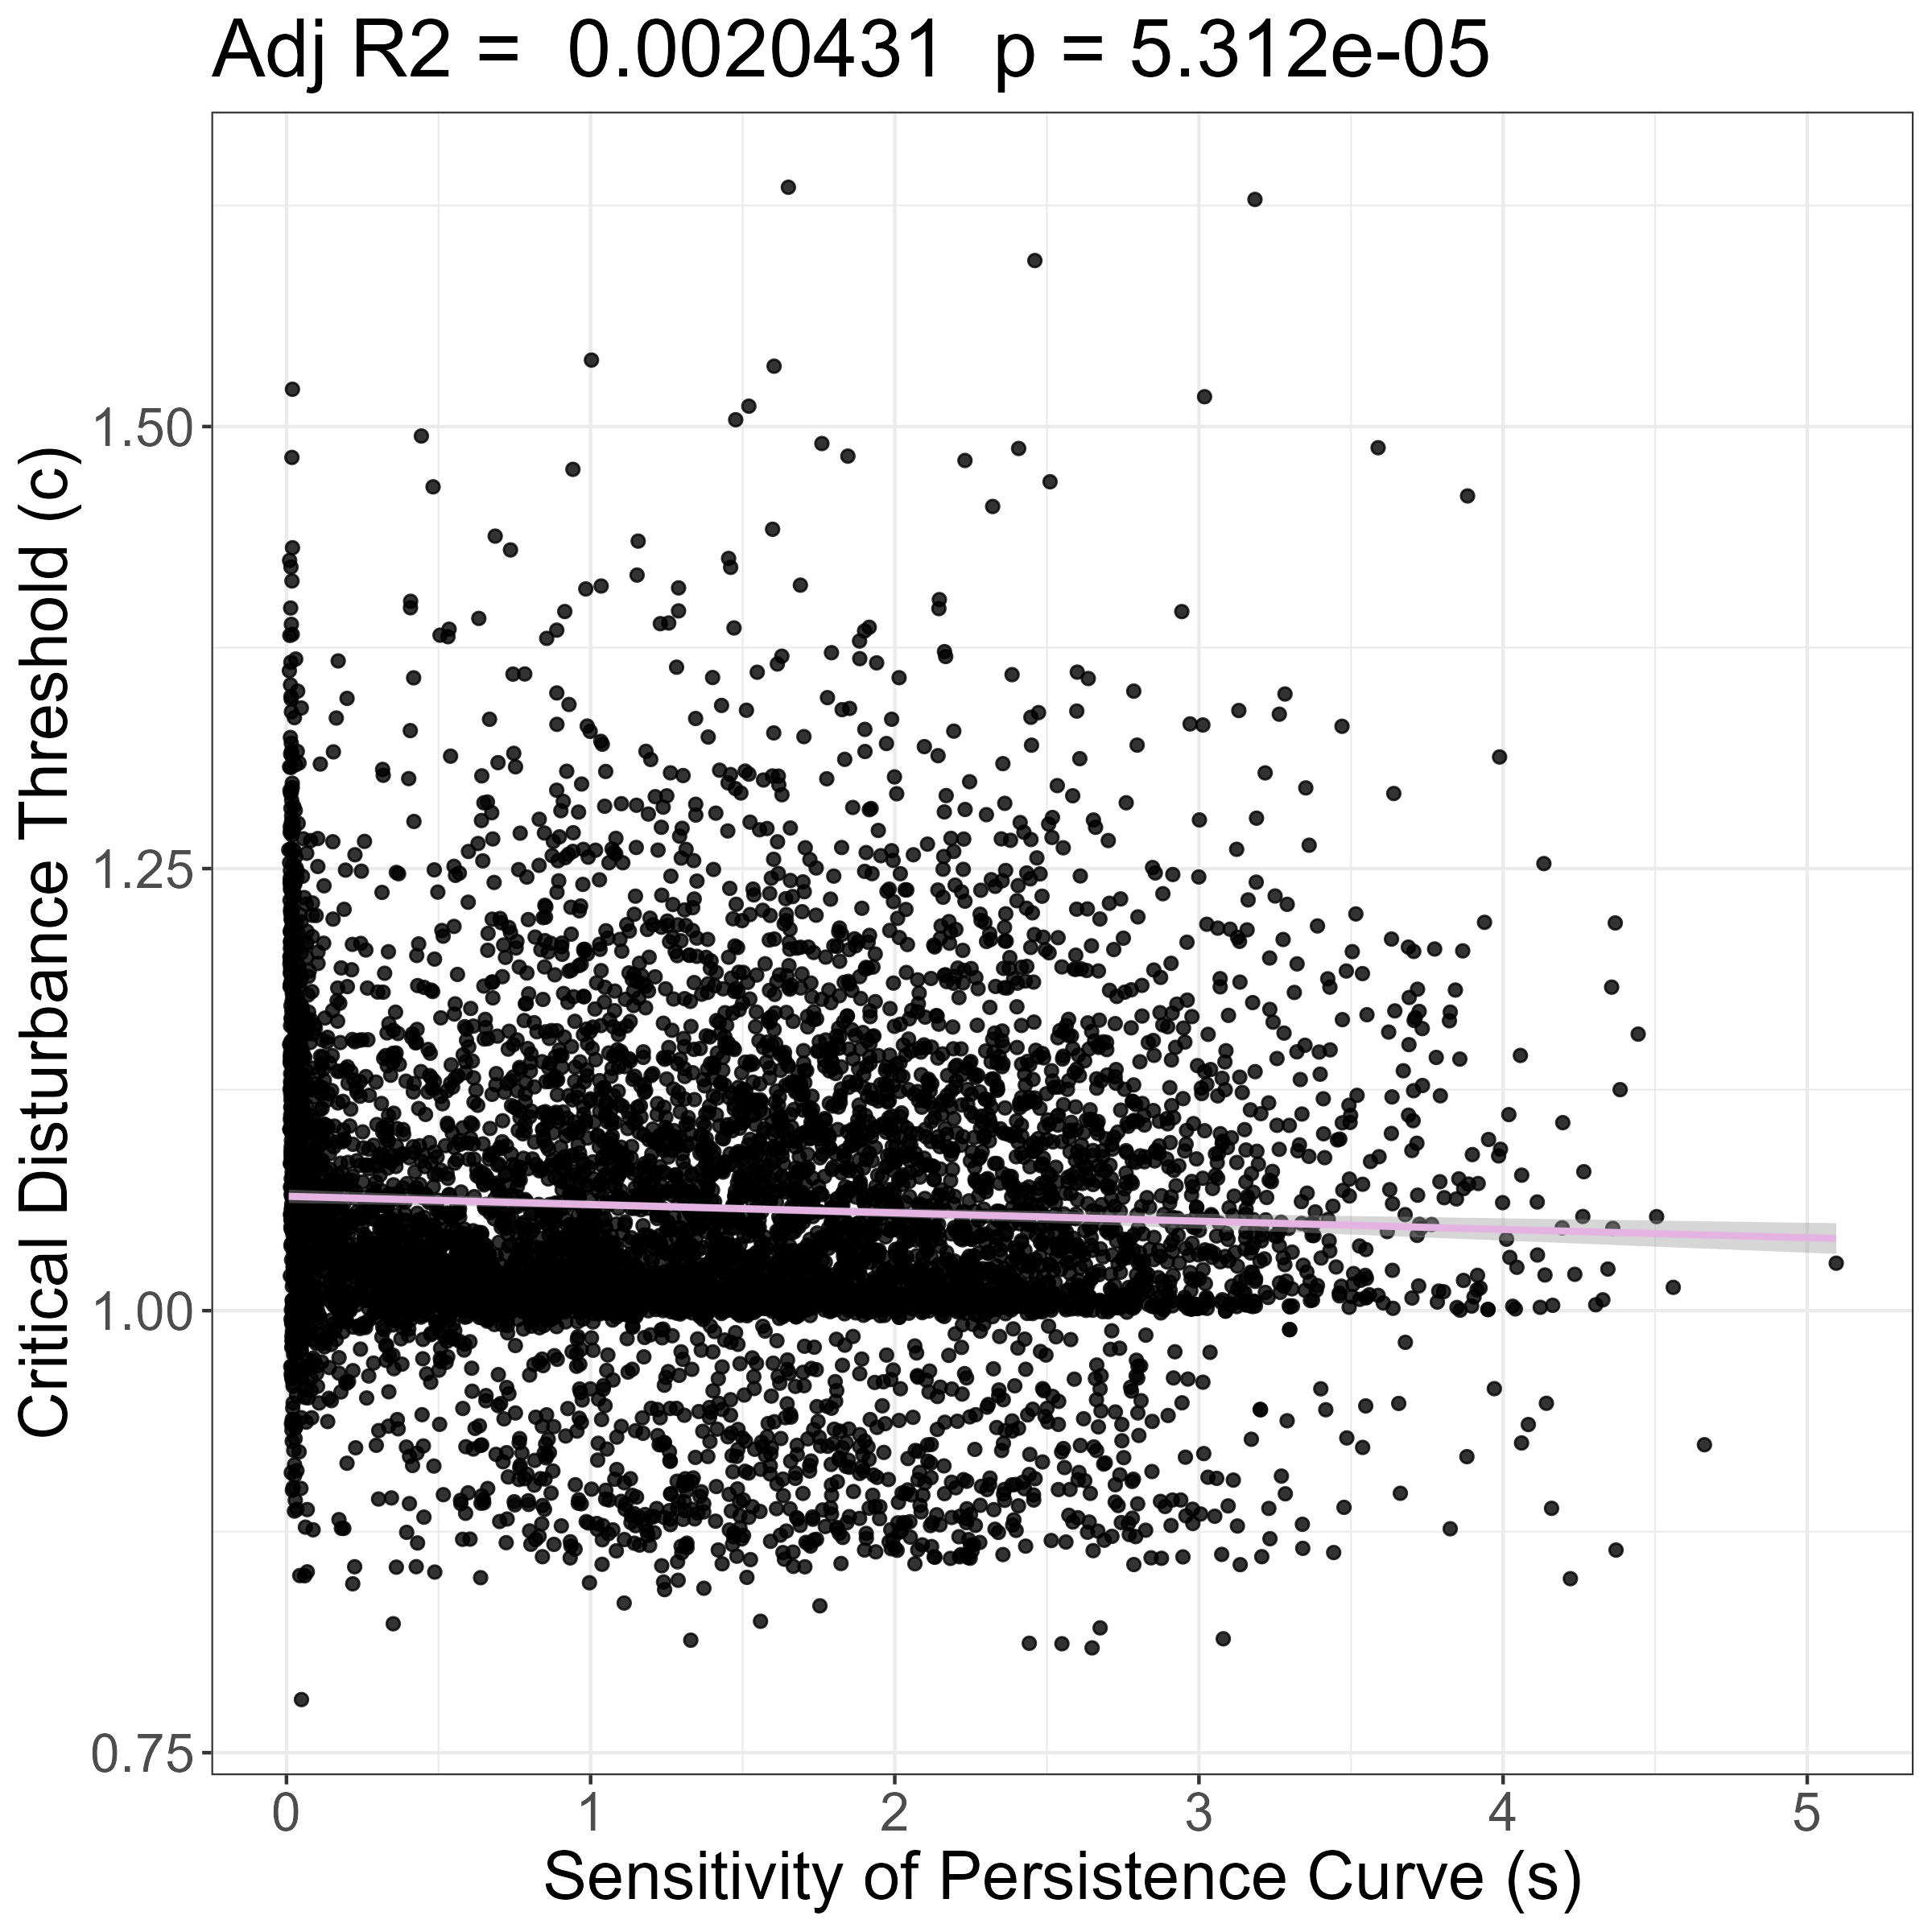 Adj R2 =  0.0020431  p = 5.312e-05
Critical Disturbance Threshold (c)
1.50
1.25
1.00
0.75
0 1 2 3 4 5
Sensitivity of Persistence Curve (s)